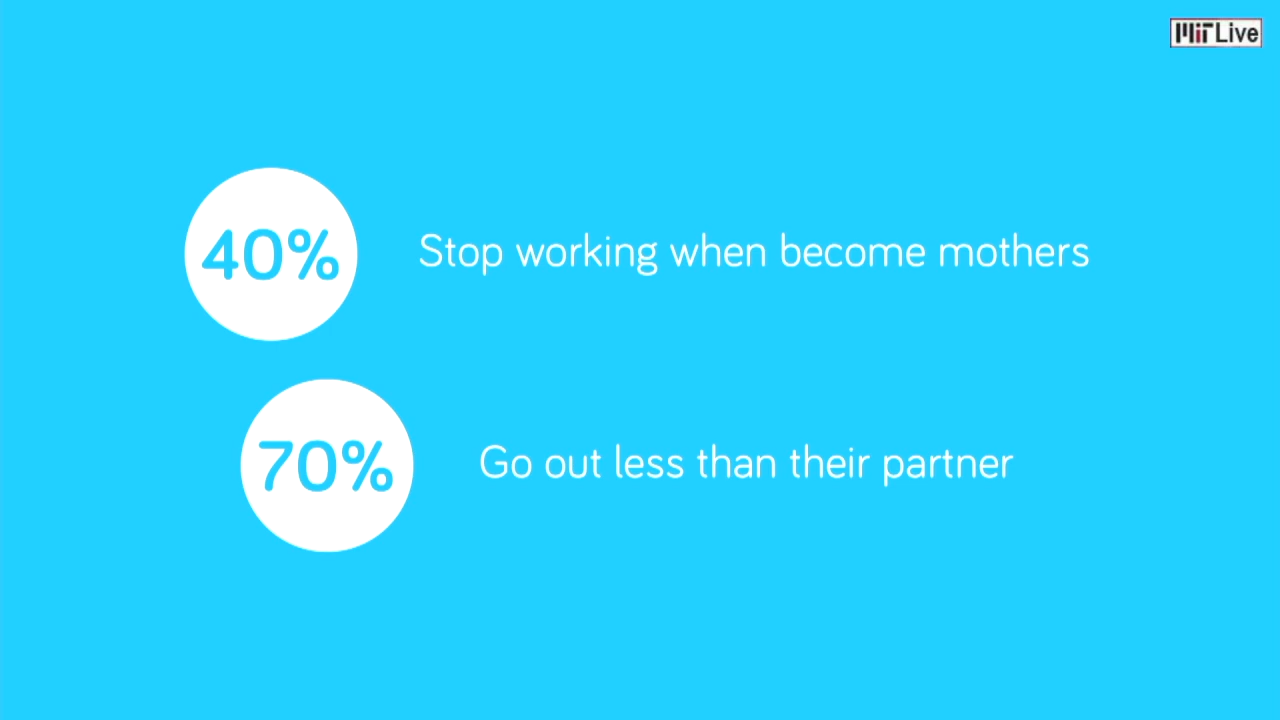 MIT Live
40% Stop working when become mothers
70% Go out less than their partner